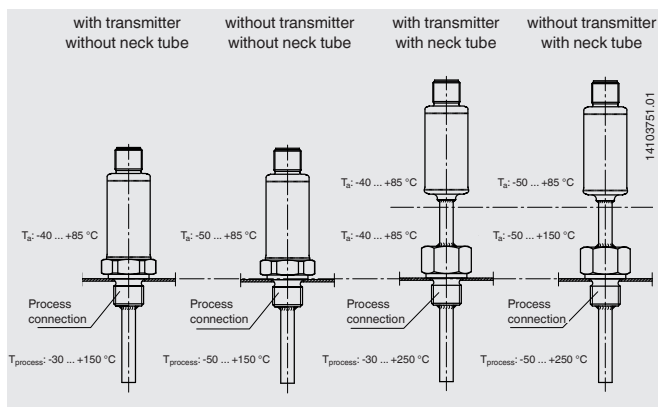 with transmitter
without neck tube
without transmitter
without neck tube
with transmitter
with neck tube
without transmitter
with neck tube
14103751.01
Ta: -40 ... +85 °C
Ta: -50 ... +85 °C
Ta: -40 ... +85 °C
Ta: -50 ... +85 °C
Ta: -40 ... +85 °C
Ta: -50 ... +150 °C
Process
connection
Process
connection
Process
connection
Process
connection
Tprocess: -30 ... +150 °C
Tprocess: -50 ... +150 °C
Tprocess: -30 ... +250 °C
Tprocess: -50 ... +250 °C